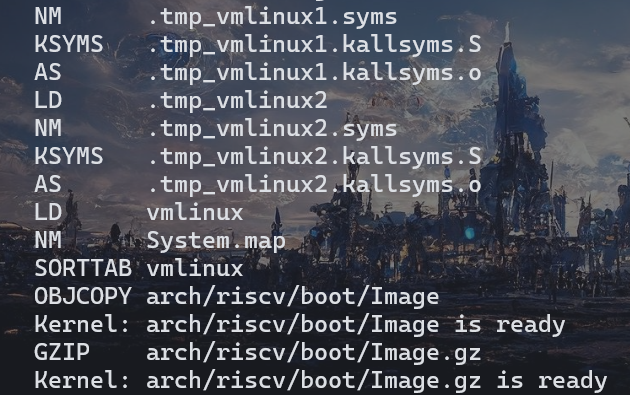 NM      .tmp_vmlinux1.syms
KSYMS   .tmp_vmlinux1.kallsyms.S
AS      .tmp_vmlinux1.kallsyms.o
LD      .tmp_vmlinux2
NM      .tmp_vmlinux2.syms
KSYMS   .tmp_vmlinux2.kallsyms.S
AS      .tmp_vmlinux2.kallsyms.o
LD      vmlinux
NM      System.map
SORTTAB vmlinux
OBJCOPY arch/riscv/boot/Image
Kernel: arch/riscv/boot/Image is ready
GZIP    arch/riscv/boot/Image.gz
Kernel: arch/riscv/boot/Image.gz is ready